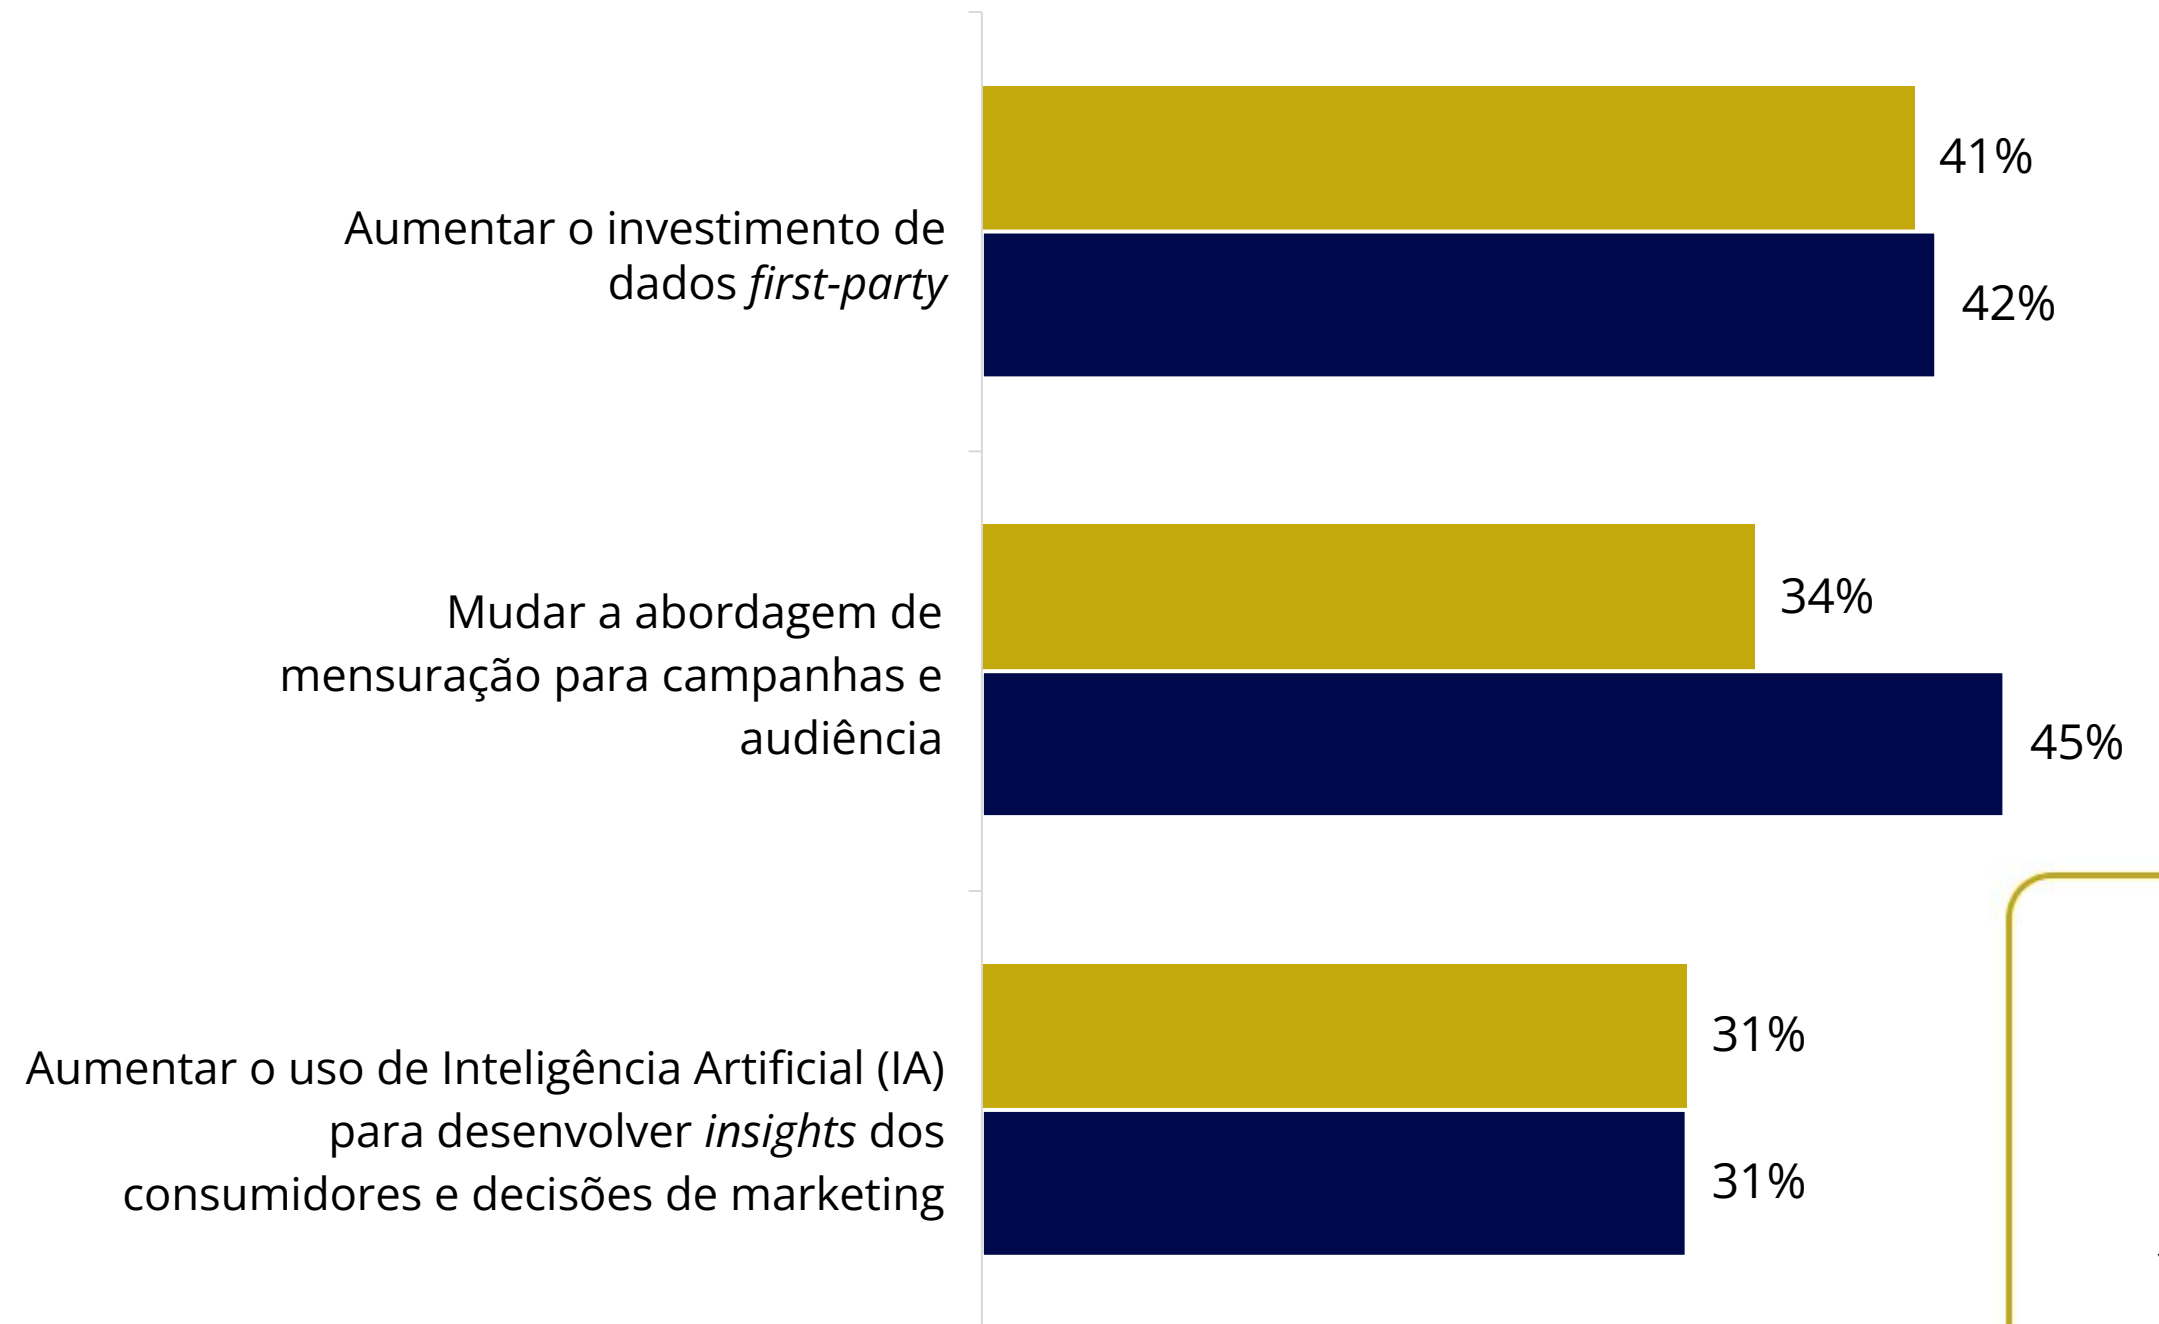 41%
Aumentar o investimento de
dados first-party
42%
34%
Mudar a abordagem de
mensuração para campanhas e
audiência
45%
31%
Aumentar o uso de Inteligência Artificial (IA)
para desenvolver insights dos
consumidores e decisões de marketing
31%